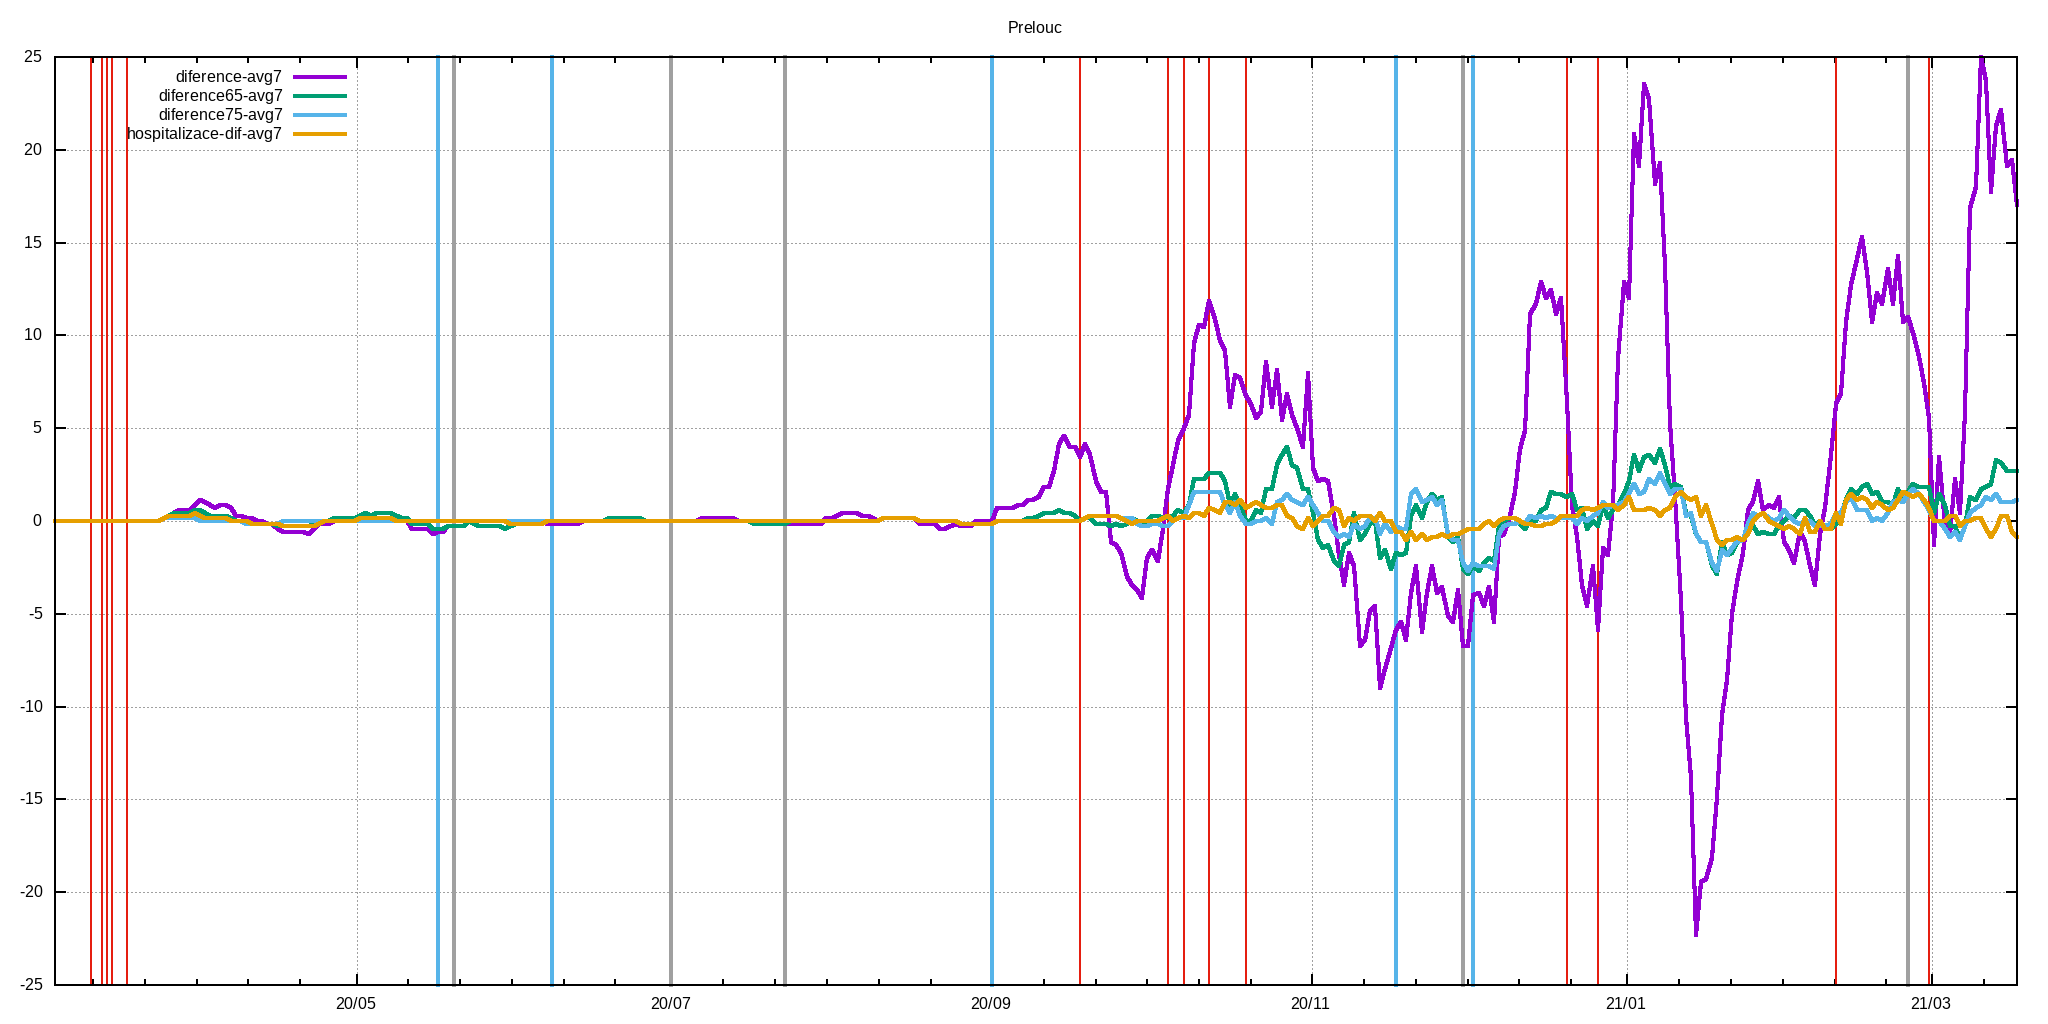 Prelouc
25
20
15
10
5
0
-5
-10
-15
-20
-25
diference-avg7
diference65-avg7
diference75-avg7
hospitalizace-dif-avg7
20/05 20/07 20/09 20/11 21/01 21/03